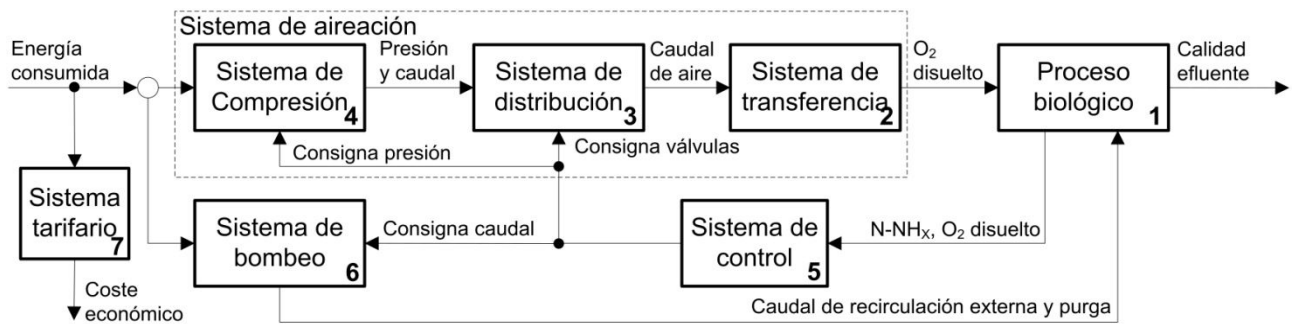 Sistema de aireación
Energía
consumida
Sistema de
Compresión
4
Presión
y caudal
Sistema de
distribución
3
Caudal
de aire
Sistema de
transferencia
2
O2
disuelto
Proceso
biológico
1
Calidad
efluente
Consigna presión
Consigna válvulas
Sistema
tarifario
7
Sistema de
bombeo
6
Consigna caudal
Sistema de
control
5
N-NHX, O2 disuelto
Coste
económico
Caudal de recirculación externa y purga